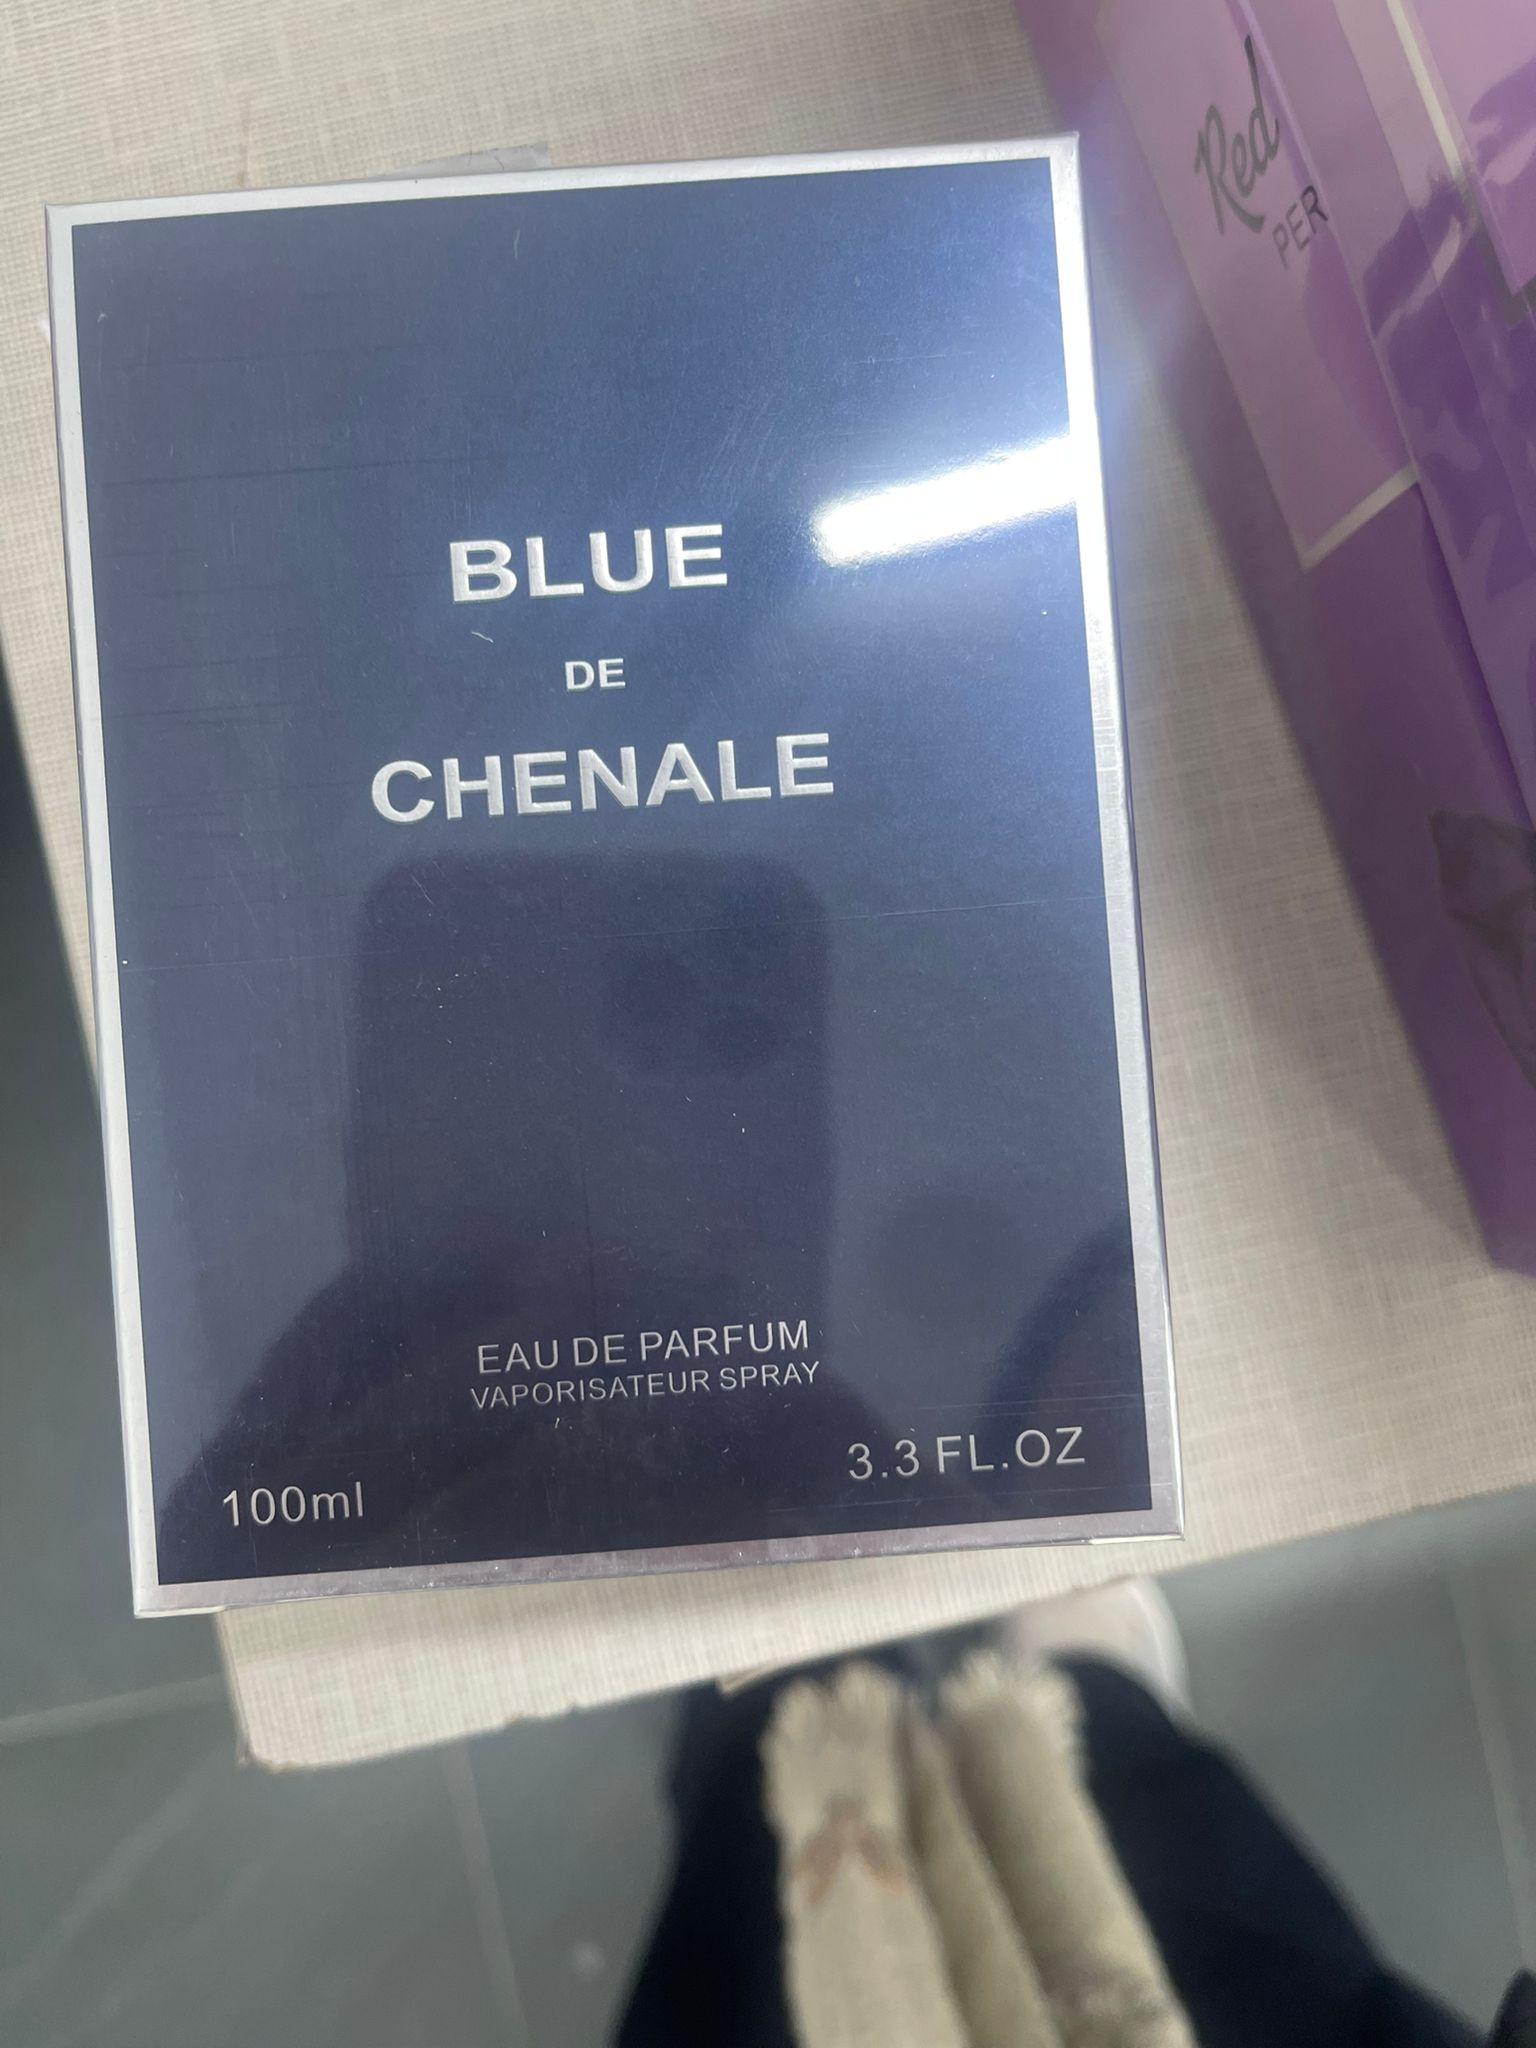 BLUE
DE
CHENALE
EAU DE PARFUM
VAPORISATEUR SPRAY
100ml
3.3 FL.OZ
Red
PER